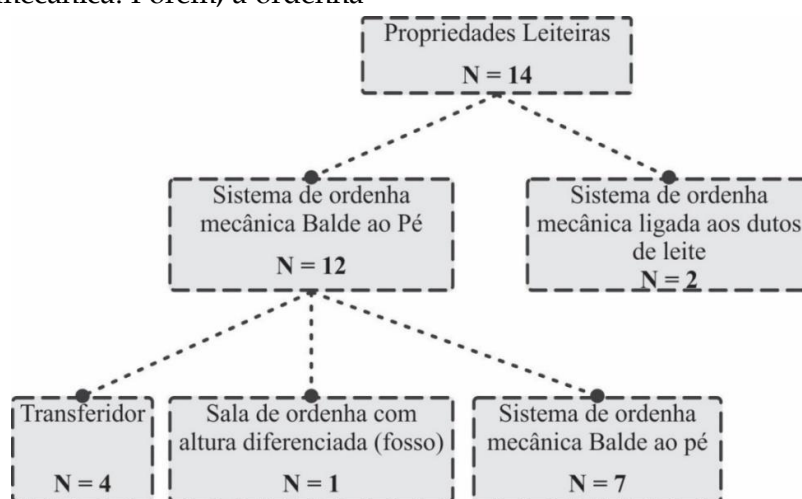 mecânica. Porém, a ordenha
Propriedades Leiteiras
N = 14
Sistema de ordenha
mecânica Balde ao Pé
N = 12
Sistema de ordenha
mecânica ligada aos dutos
de leite
N = 2
Transferidor
N = 4
Sala de ordenha com
altura diferenciada (fosso)
N = 1
Sistema de ordenha
mecânica Balde ao pé
N = 7